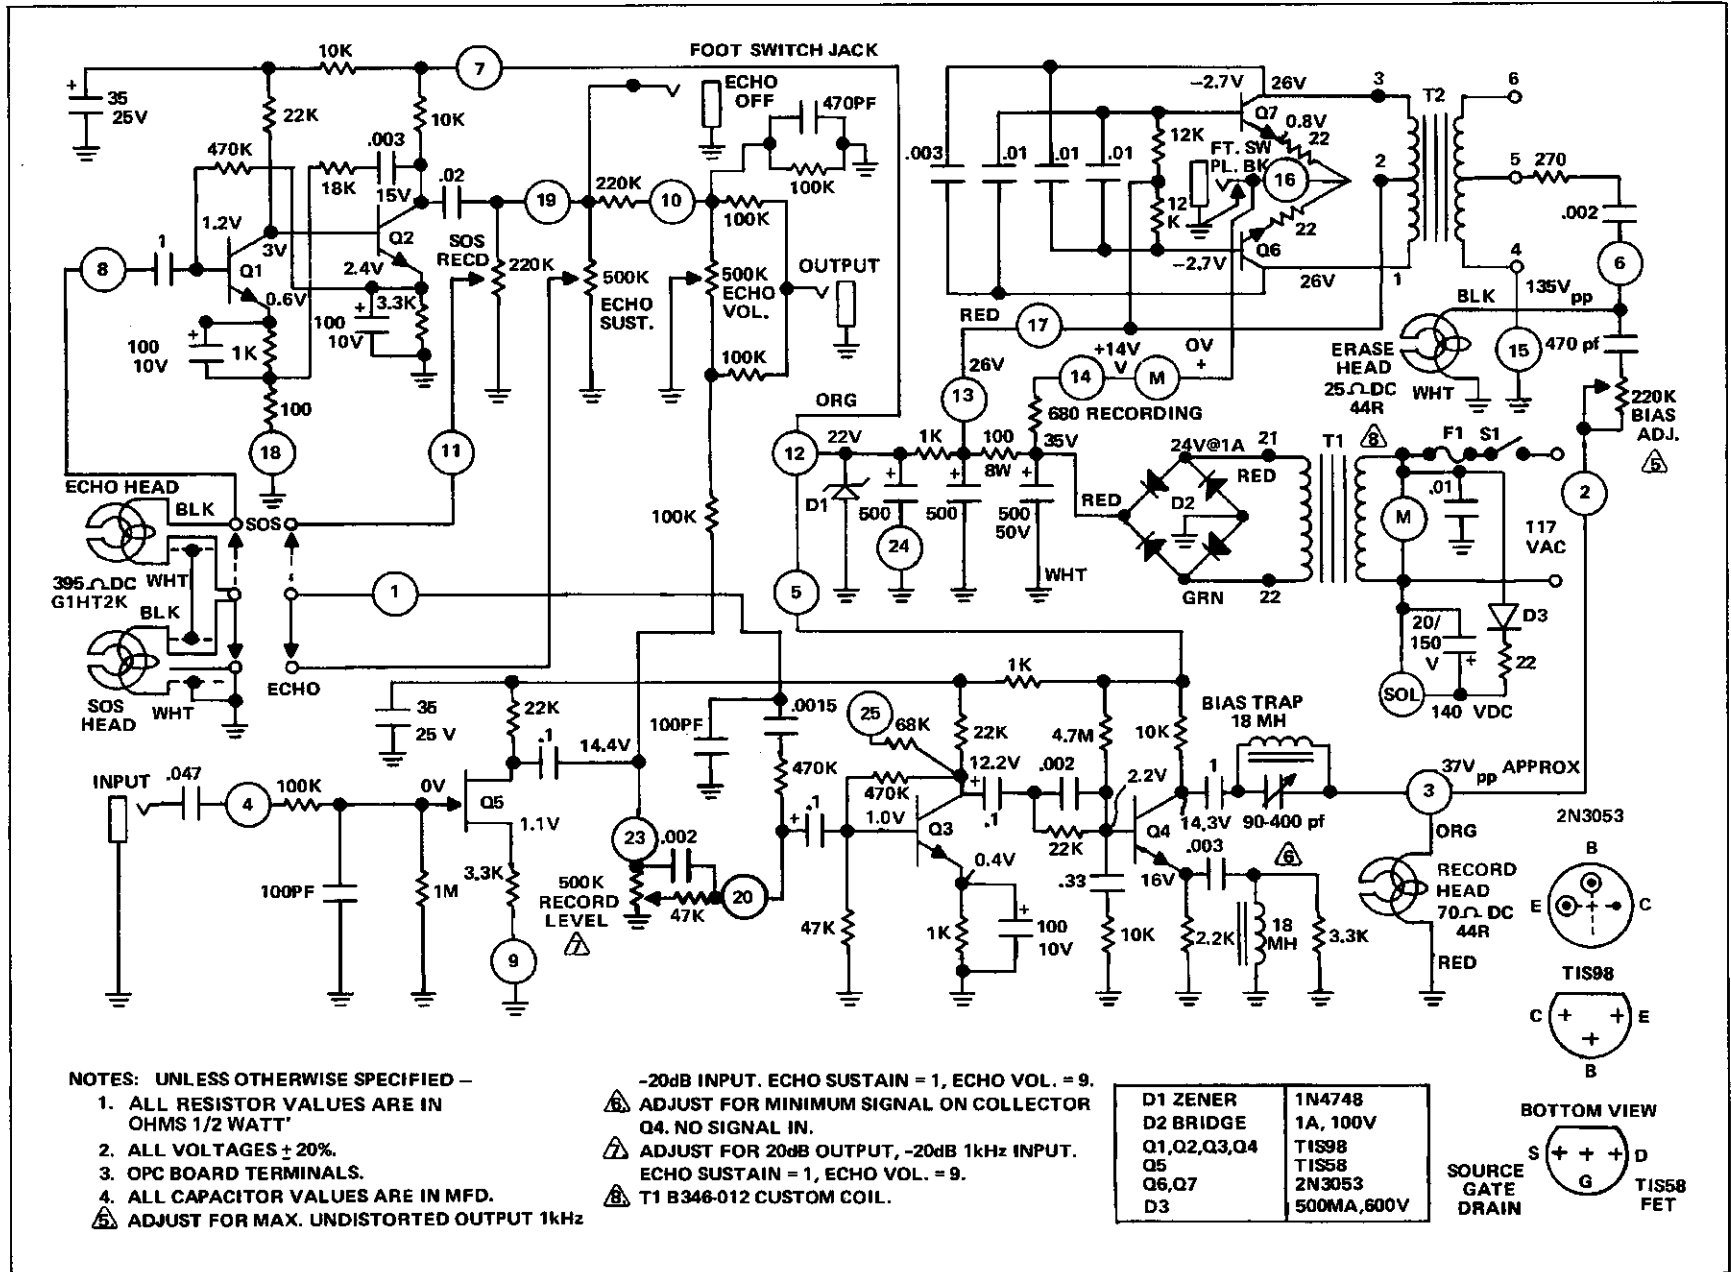 FOOT SWITCH JACK
10K
7
35
25V
+
22K
10K
ECHO
OFF
470PF
100K
470K
.003
18K
15V
.02
19
220K
10
100K
1.2V
3V
Q2
SOS
RECD
220K
500K
ECHO
SUST.
500K
ECHO
VOL.
OUTPUT
8
1
Q1
0.6V
2.4V
3.3K
100
10V
+
100
10V
+
1K
100
18
11
100K
100K
ORG
12
22V
-2.7V
26V
Q7
0.8V
22
12K
FT. SW
PL. BK
16
12
K
22
Q6
-2.7V
26V
.003
.01
.01
.01
3
T2
6
2
5
270
.002
6
1
4
135Vpp
BLK
ERASE
HEAD
25Ω DC
44R
WHT
15
470 pf
220K
BIAS
ADJ.
5
RED
17
+14V
V
0V
+
14
M
26V
13
680 RECORDING
1K
100
8W
35V
24V@1A
21
RED
T1
8
F1
S1
D1
500
+
24
500
+
500
50V
+
WHT
RED
D2
GRN
22
M
.01
117
VAC
2
5
D3
20/
150
V
+
22
SOL
140 VDC
ECHO HEAD
BLK
SOS
WHT
395Ω DC
G1HT2K
BLK
1
SOS
HEAD
WHT
ECHO
35
25 V
22K
.1
14.4V
100PF
.0015
470K
25
68K
22K
1K
4.7M
10K
BIAS TRAP
18 MH
INPUT
.047
4
100K
0V
Q5
1.1V
470K
12.2V
+
.1
.002
2.2V
1
37Vpp APPROX
3
.1
+
1.0V
Q3
22K
Q4
14.3V
90-400 pf
6
ORG
2N3053
23
.002
0.4V
.33
16V
.003
RECORD
HEAD
70Ω DC
44R
B
E
C
100PF
1M
3.3K
500K
RECORD
LEVEL
7
47K
20
47K
1K
+
100
10V
10K
2.2K
18
MH
3.3K
RED
9
TIS98
C
E
B
NOTES: UNLESS OTHERWISE SPECIFIED —
1. ALL RESISTOR VALUES ARE IN
OHMS 1/2 WATT'
2. ALL VOLTAGES ± 20%.
3. OPC BOARD TERMINALS.
4. ALL CAPACITOR VALUES ARE IN MFD.
5 ADJUST FOR MAX. UNDISTORTED OUTPUT 1kHz
-20dB INPUT. ECHO SUSTAIN = 1, ECHO VOL. = 9.
6 ADJUST FOR MINIMUM SIGNAL ON COLLECTOR
Q4. NO SIGNAL IN.
7 ADJUST FOR 20dB OUTPUT, -20dB 1kHz INPUT.
ECHO SUSTAIN = 1, ECHO VOL. = 9.
8 T1 B346-012 CUSTOM COIL.
D1 ZENER 1N4748
D2 BRIDGE 1A, 100V
Q1,Q2,Q3,Q4 TIS98
Q5 TIS58
Q6,Q7 2N3053
D3 500MA,600V
BOTTOM VIEW
S
D
G
SOURCE
GATE
DRAIN
TIS58
FET